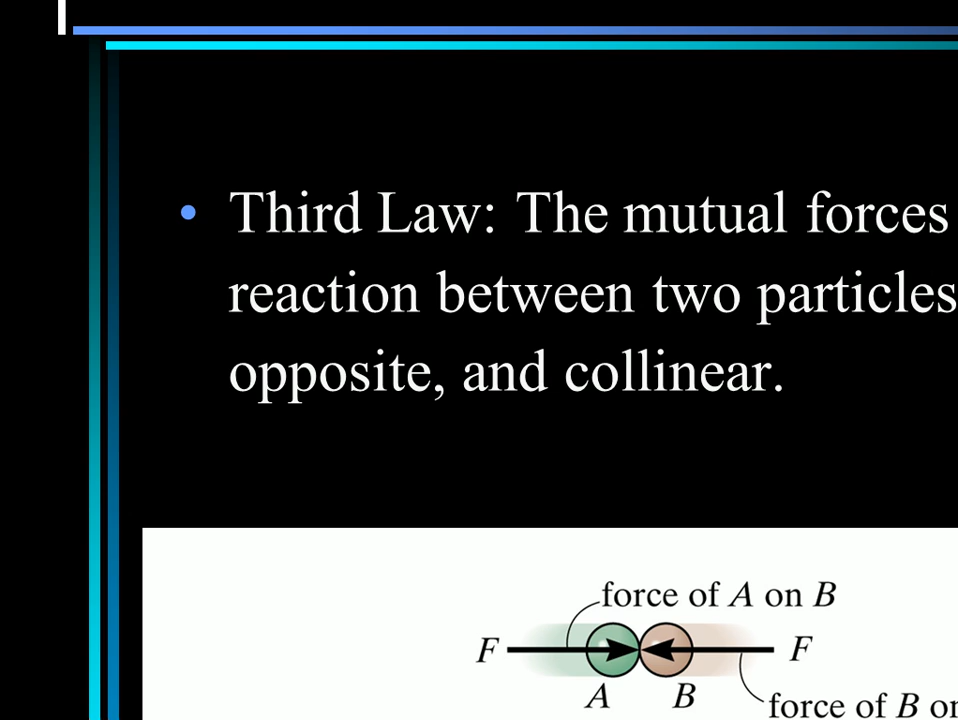 • Third Law: The mutual forces
reaction between two particles
opposite, and collinear.
force of A on B
F
F
A
B
force of B on